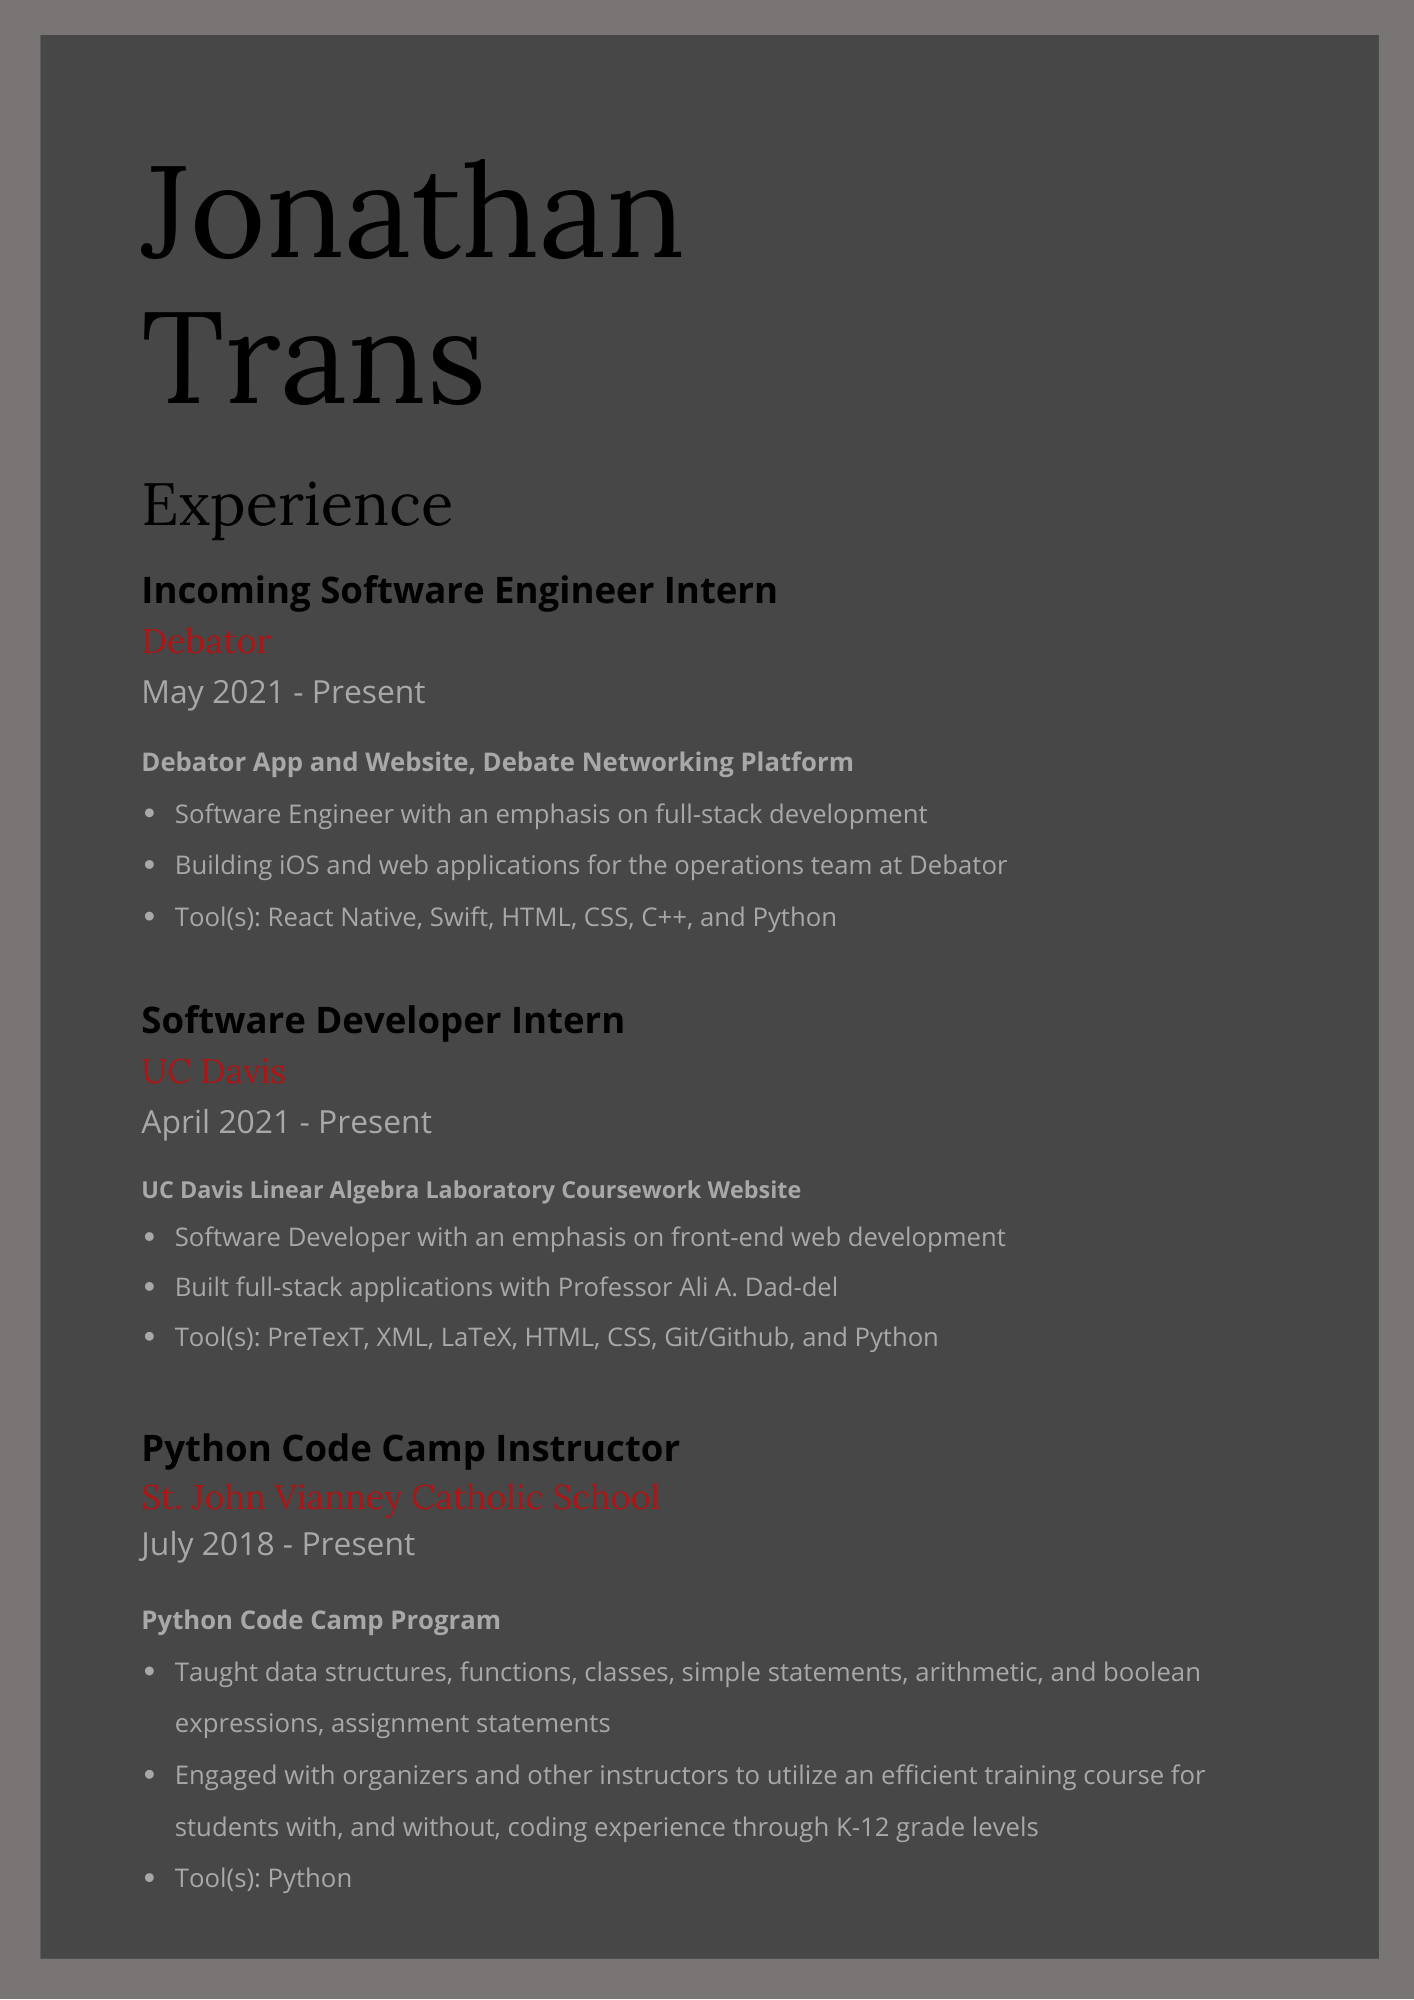 Jonathan
Trans
Experience
Incoming Software Engineer Intern
Debator
May 2021 - Present
Debator App and Website, Debate Networking Platform
• Software Engineer with an emphasis on full-stack development
• Building iOS and web applications for the operations team at Debator
• Tool(s): React Native, Swift, HTML, CSS, C++, and Python
Software Developer Intern
UC Davis
April 2021 - Present
UC Davis Linear Algebra Laboratory Coursework Website
• Software Developer with an emphasis on front-end web development
• Built full-stack applications with Professor Ali A. Dad-del
• Tool(s): PreTexT, XML, LaTeX, HTML, CSS, Git/Github, and Python
Python Code Camp Instructor
St. John Vianney Catholic School
July 2018 - Present
Python Code Camp Program
• Taught data structures, functions, classes, simple statements, arithmetic, and boolean
expressions, assignment statements
• Engaged with organizers and other instructors to utilize an efficient training course for
students with, and without, coding experience through K-12 grade levels
• Tool(s): Python